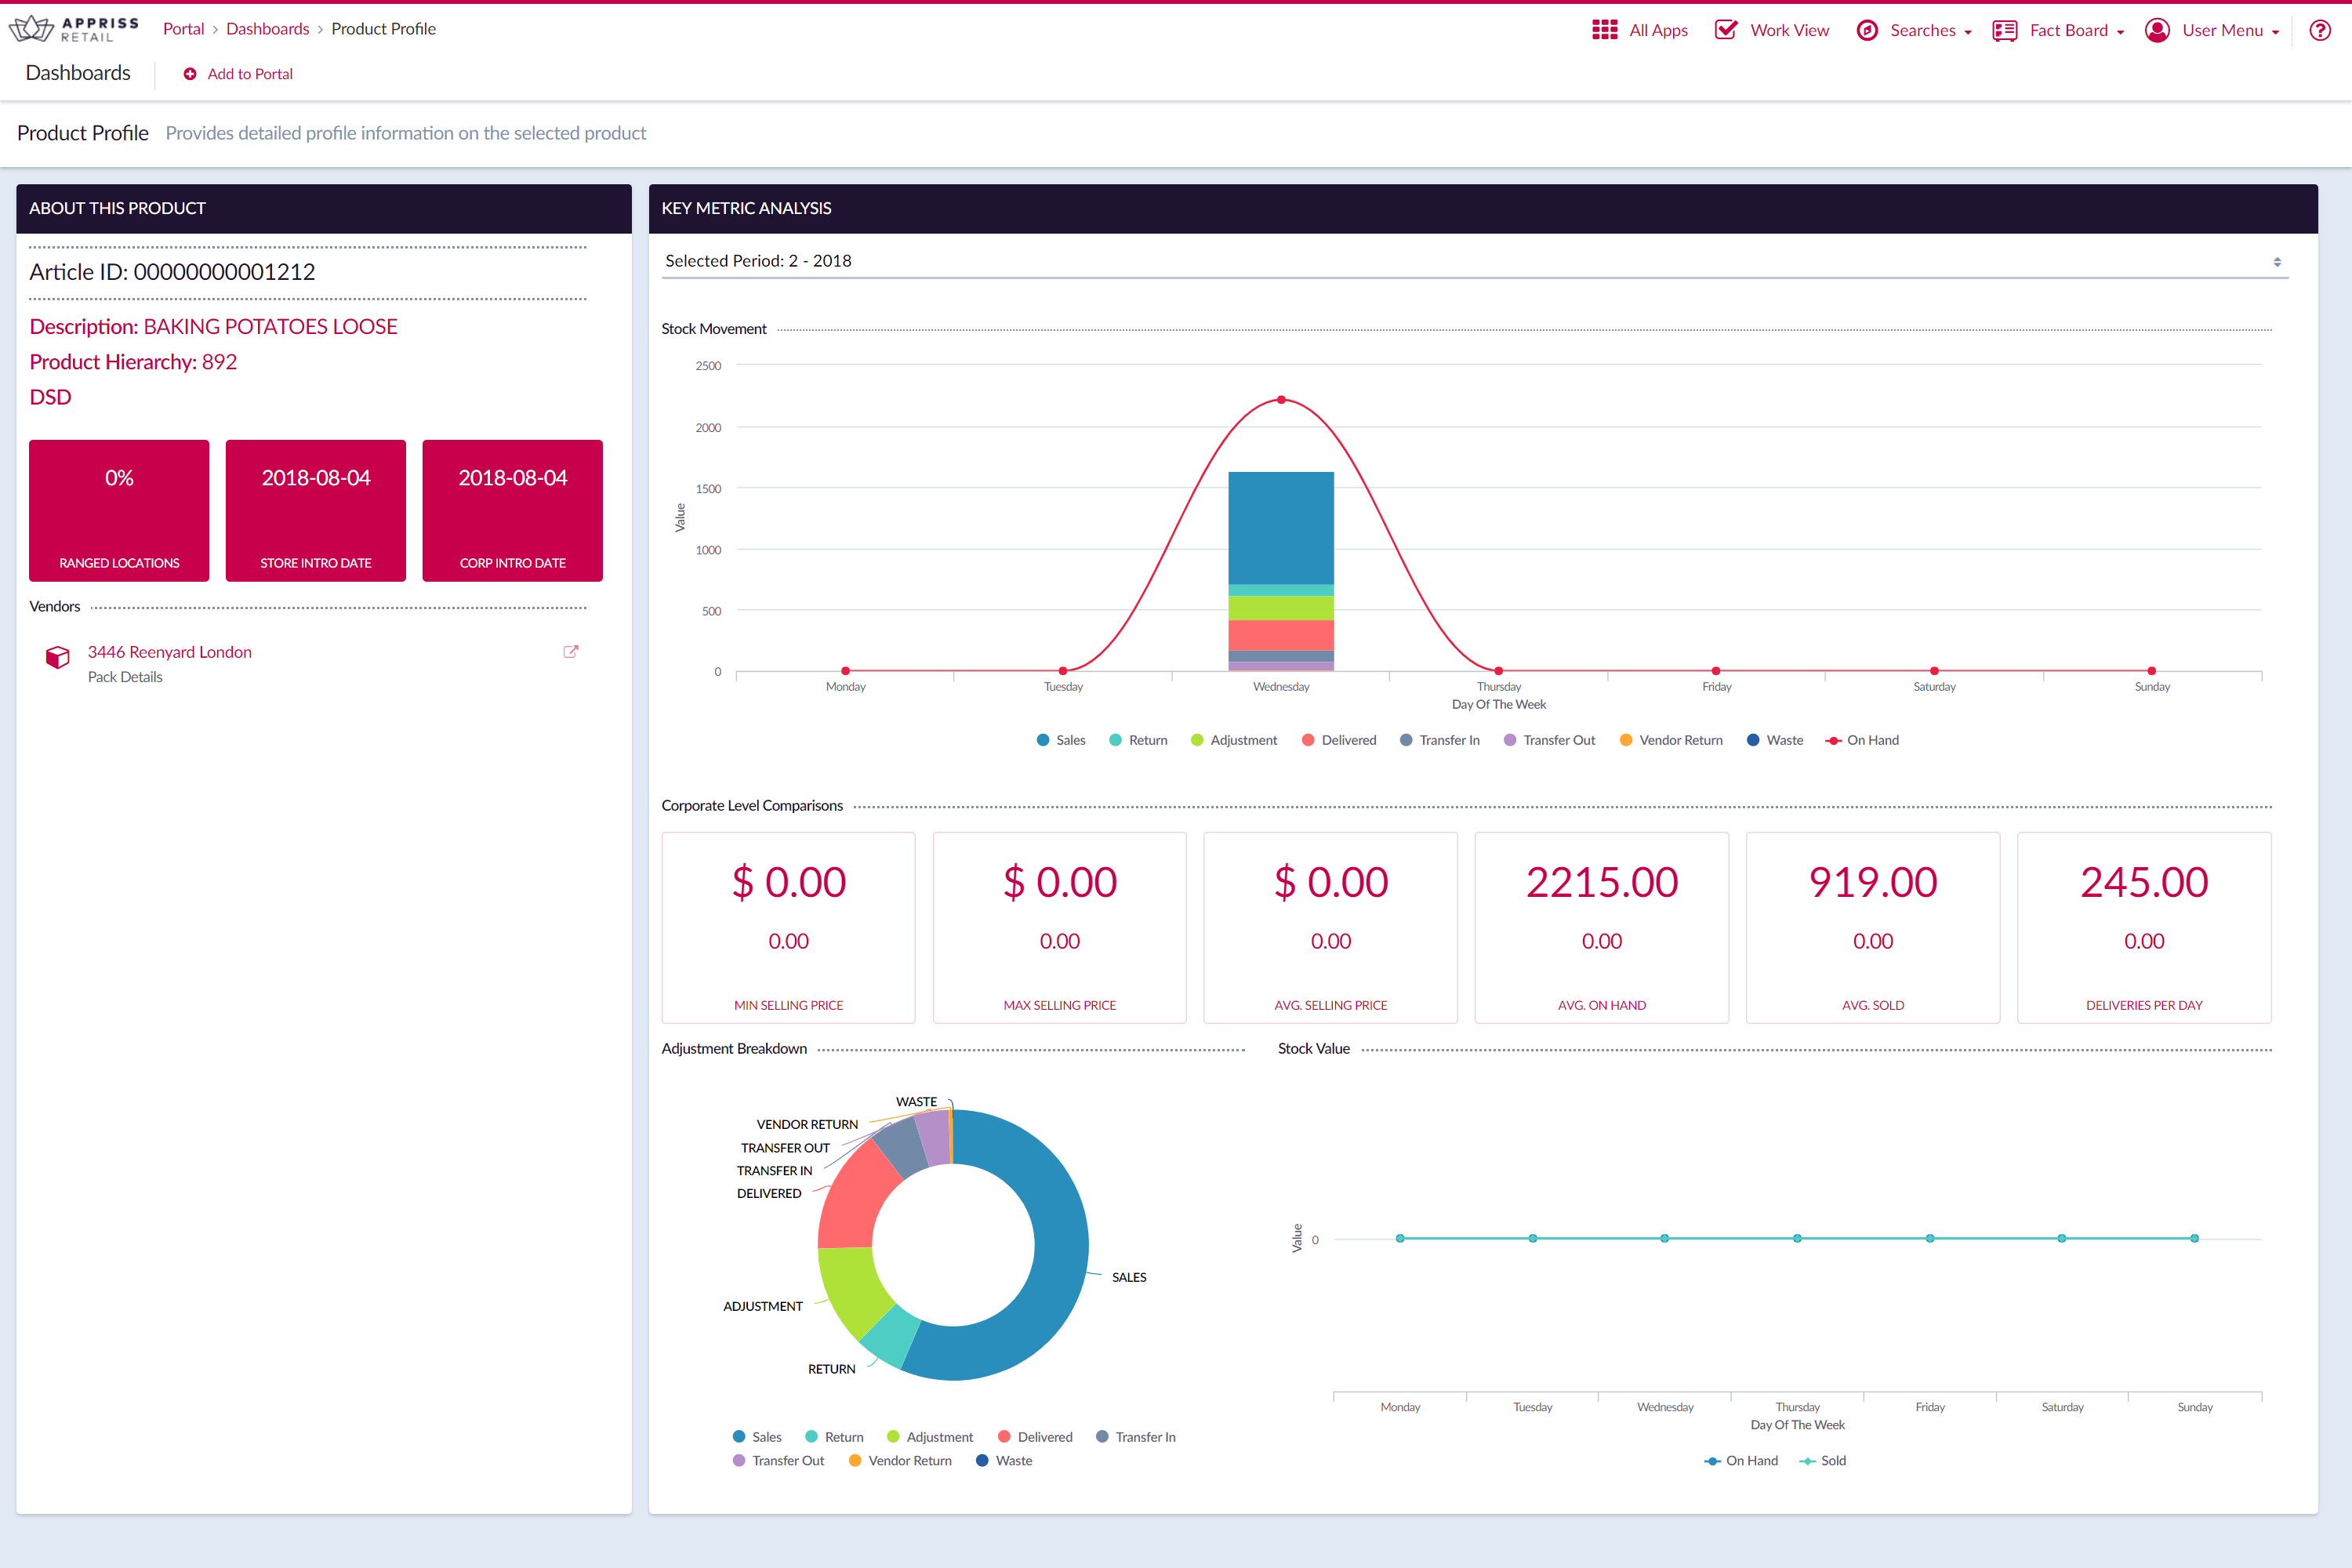 APPRISS
RETAIL
Portal > Dashboards > Product Profile
All Apps
Work View
Searches
Fact Board
User Menu
?
Dashboards
Add to Portal
Product Profile
Provides detailed profile information on the selected product
ABOUT THIS PRODUCT
Article ID: 00000000001212
Description: BAKING POTATOES LOOSE
Product Hierarchy: 892
DSD
0%
RANGED LOCATIONS
2018-08-04
STORE INTRO DATE
2018-08-04
CORP INTRO DATE
Vendors
3446 Reenyard London
Pack Details
KEY METRIC ANALYSIS
Selected Period: 2 - 2018
Stock Movement
2500
2000
1500
1000
500
0
Value
Monday Tuesday Wednesday Thursday Friday Saturday Sunday
Day Of The Week
Sales Return Adjustment Delivered Transfer In Transfer Out Vendor Return Waste On Hand
Corporate Level Comparisons
$ 0.00
0.00
MIN SELLING PRICE
$ 0.00
0.00
MAX SELLING PRICE
$ 0.00
0.00
AVG. SELLING PRICE
2215.00
0.00
AVG. ON HAND
919.00
0.00
AVG. SOLD
245.00
0.00
DELIVERIES PER DAY
Adjustment Breakdown
WASTE
VENDOR RETURN
TRANSFER OUT
TRANSFER IN
DELIVERED
SALES
ADJUSTMENT
RETURN
Sales Return Adjustment Delivered Transfer In
Transfer Out Vendor Return Waste
Stock Value
Value
0
Monday Tuesday Wednesday Thursday Friday Saturday Sunday
Day Of The Week
On Hand Sold